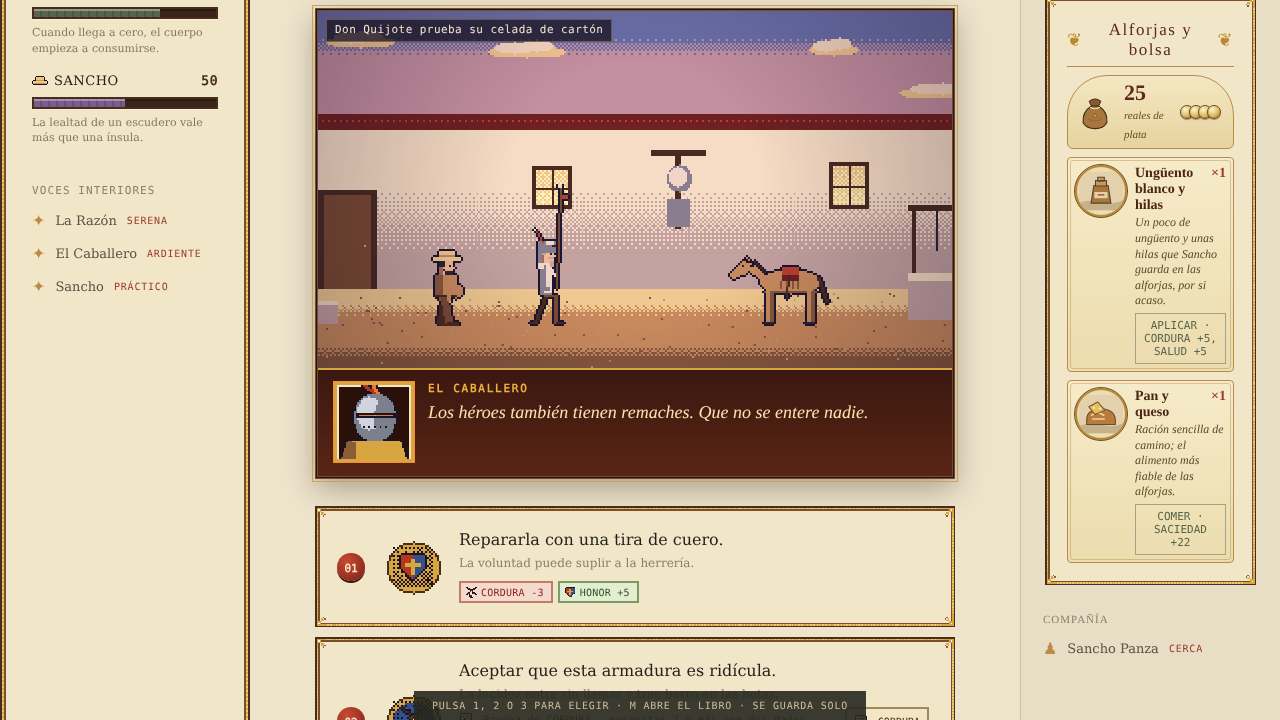 Cuando llega a cero, el cuerpo
empieza a consumirse.
SANCHO 50
La lealtad de un escudero vale
más que una ínsula.
VOCES INTERIORES
La Razón SERENA
El Caballero ARDIENTE
Sancho PRÁCTICO
Don Quijote prueba su celada de cartón
EL CABALLERO
Los héroes también tienen remaches. Que no se entere nadie.
01
Repararla con una tira de cuero.
La voluntad puede suplir a la herrería.
CORDURA -3 HONOR +5
Aceptar que esta armadura es ridícula.
CORDURA
PULSA 1, 2 O 3 PARA ELEGIR · M ABRE EL LIBRO · SE GUARDA SOLO
Alforjas y
bolsa
25
reales de
plata
Ungüento ×1
blanco y
hilas
Un poco de
ungüento y unas
hilas que Sancho
guarda en las
alforjas, por si
acaso.
APLICAR ·
CORDURA +5,
SALUD +5
Pan y ×1
queso
Ración sencilla de
camino; el
alimento más
fiable de las
alforjas.
COMER ·
SACIEDAD
+22
COMPAÑÍA
Sancho Panza CERCA